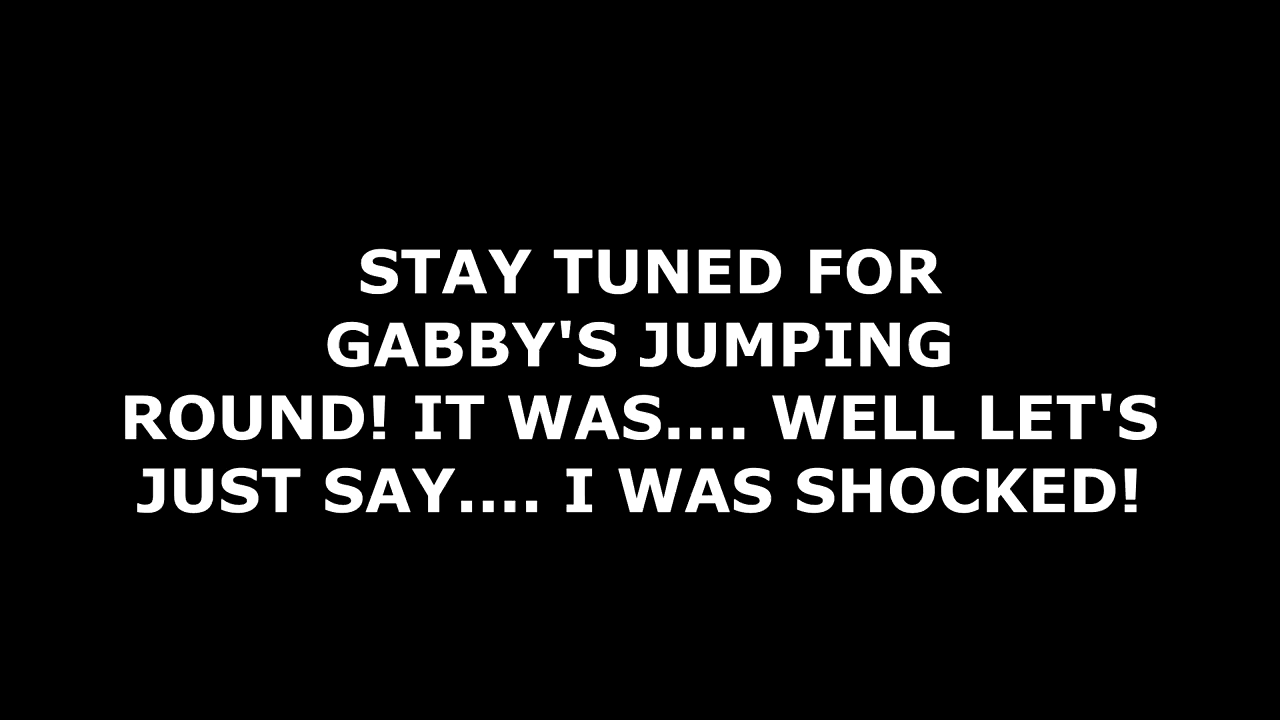 STAY TUNED FOR
GABBY'S JUMPING
ROUND! IT WAS.... WELL LET'S
JUST SAY.... I WAS SHOCKED!